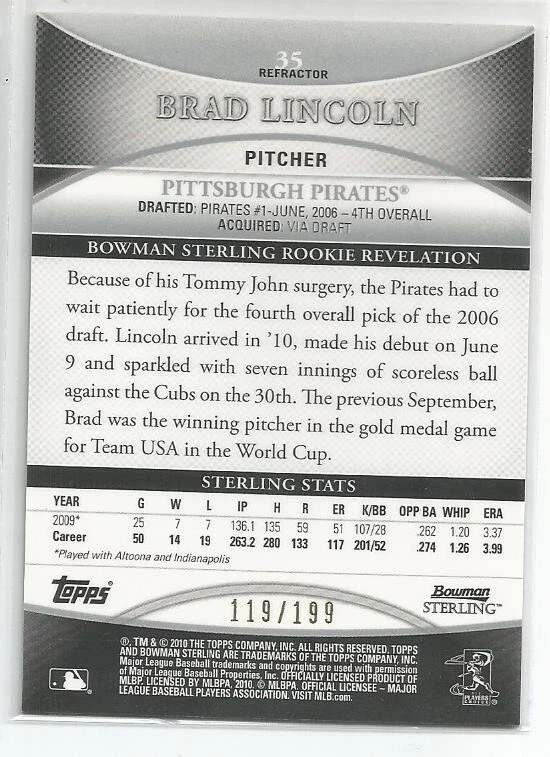 35
REFRACTOR
BRAD LINCOLN
PITCHER
PITTSBURGH PIRATES®
DRAFTED: PIRATES #1-JUNE, 2006 – 4TH OVERALL
ACQUIRED: VIA DRAFT
BOWMAN STERLING ROOKIE REVELATION
Because of his Tommy John surgery, the Pirates had to
wait patiently for the fourth overall pick of the 2006
draft. Lincoln arrived in ’10, made his debut on June
9 and sparkled with seven innings of scoreless ball
against the Cubs on the 30th. The previous September,
Brad was the winning pitcher in the gold medal game
for Team USA in the World Cup.
STERLING STATS
YEAR G W L IP H R ER K/BB OPP BA WHIP ERA
2009* 25 7 7 136.1 135 59 51 107/28 .262 1.20 3.37
Career 50 14 19 263.2 280 133 117 201/52 .274 1.26 3.99
*Played with Altoona and Indianapolis
Topps®
119/199
Bowman
STERLING™
®, TM & © 2010 THE TOPPS COMPANY, INC. ALL RIGHTS RESERVED. TOPPS
AND BOWMAN STERLING ARE TRADEMARKS OF THE TOPPS COMPANY, INC.
Major League Baseball trademarks and copyrights are used with permission
of Major League Baseball Properties, Inc. OFFICIALLY LICENSED PRODUCT OF
MLBP. LICENSED BY MLBPA, 2010. © MLBPA. OFFICIAL LICENSEE – MAJOR
LEAGUE BASEBALL PLAYERS ASSOCIATION. VISIT MLB.com.
PLAYERS
CHOICE